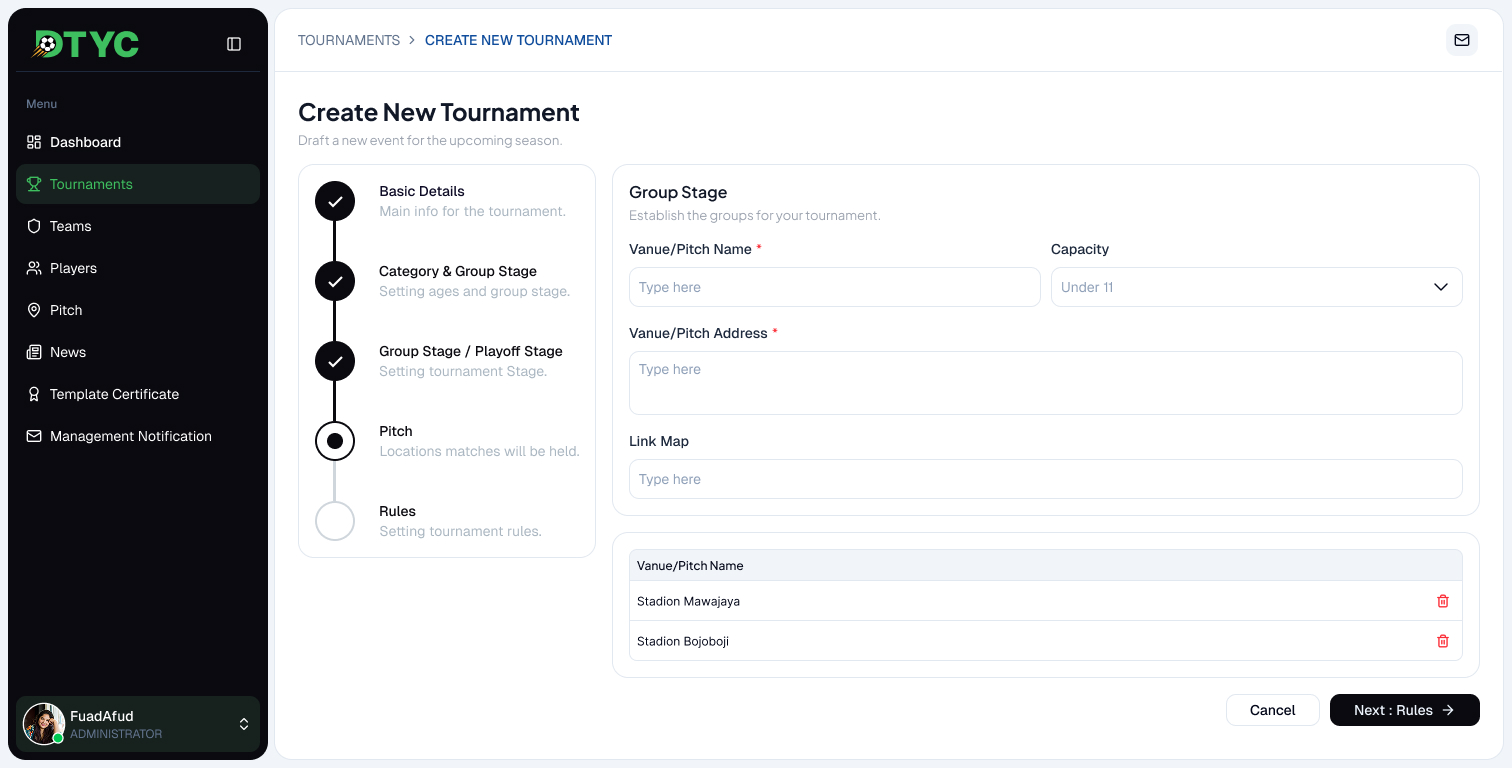 DTYC
TOURNAMENTS > CREATE NEW TOURNAMENT
Menu
Dashboard
Tournaments
Teams
Players
Pitch
News
Template Certificate
Management Notification
FuadAfud
ADMINISTRATOR
Create New Tournament
Draft a new event for the upcoming season.
Basic Details
Main info for the tournament.
Category & Group Stage
Setting ages and group stage.
Group Stage / Playoff Stage
Setting tournament Stage.
Pitch
Locations matches will be held.
Rules
Setting tournament rules.
Group Stage
Establish the groups for your tournament.
Vanue/Pitch Name *
Type here
Capacity
Under 11
Vanue/Pitch Address *
Type here
Link Map
Type here
Vanue/Pitch Name
Stadion Mawajaya
Stadion Bojoboji
Cancel
Next : Rules →